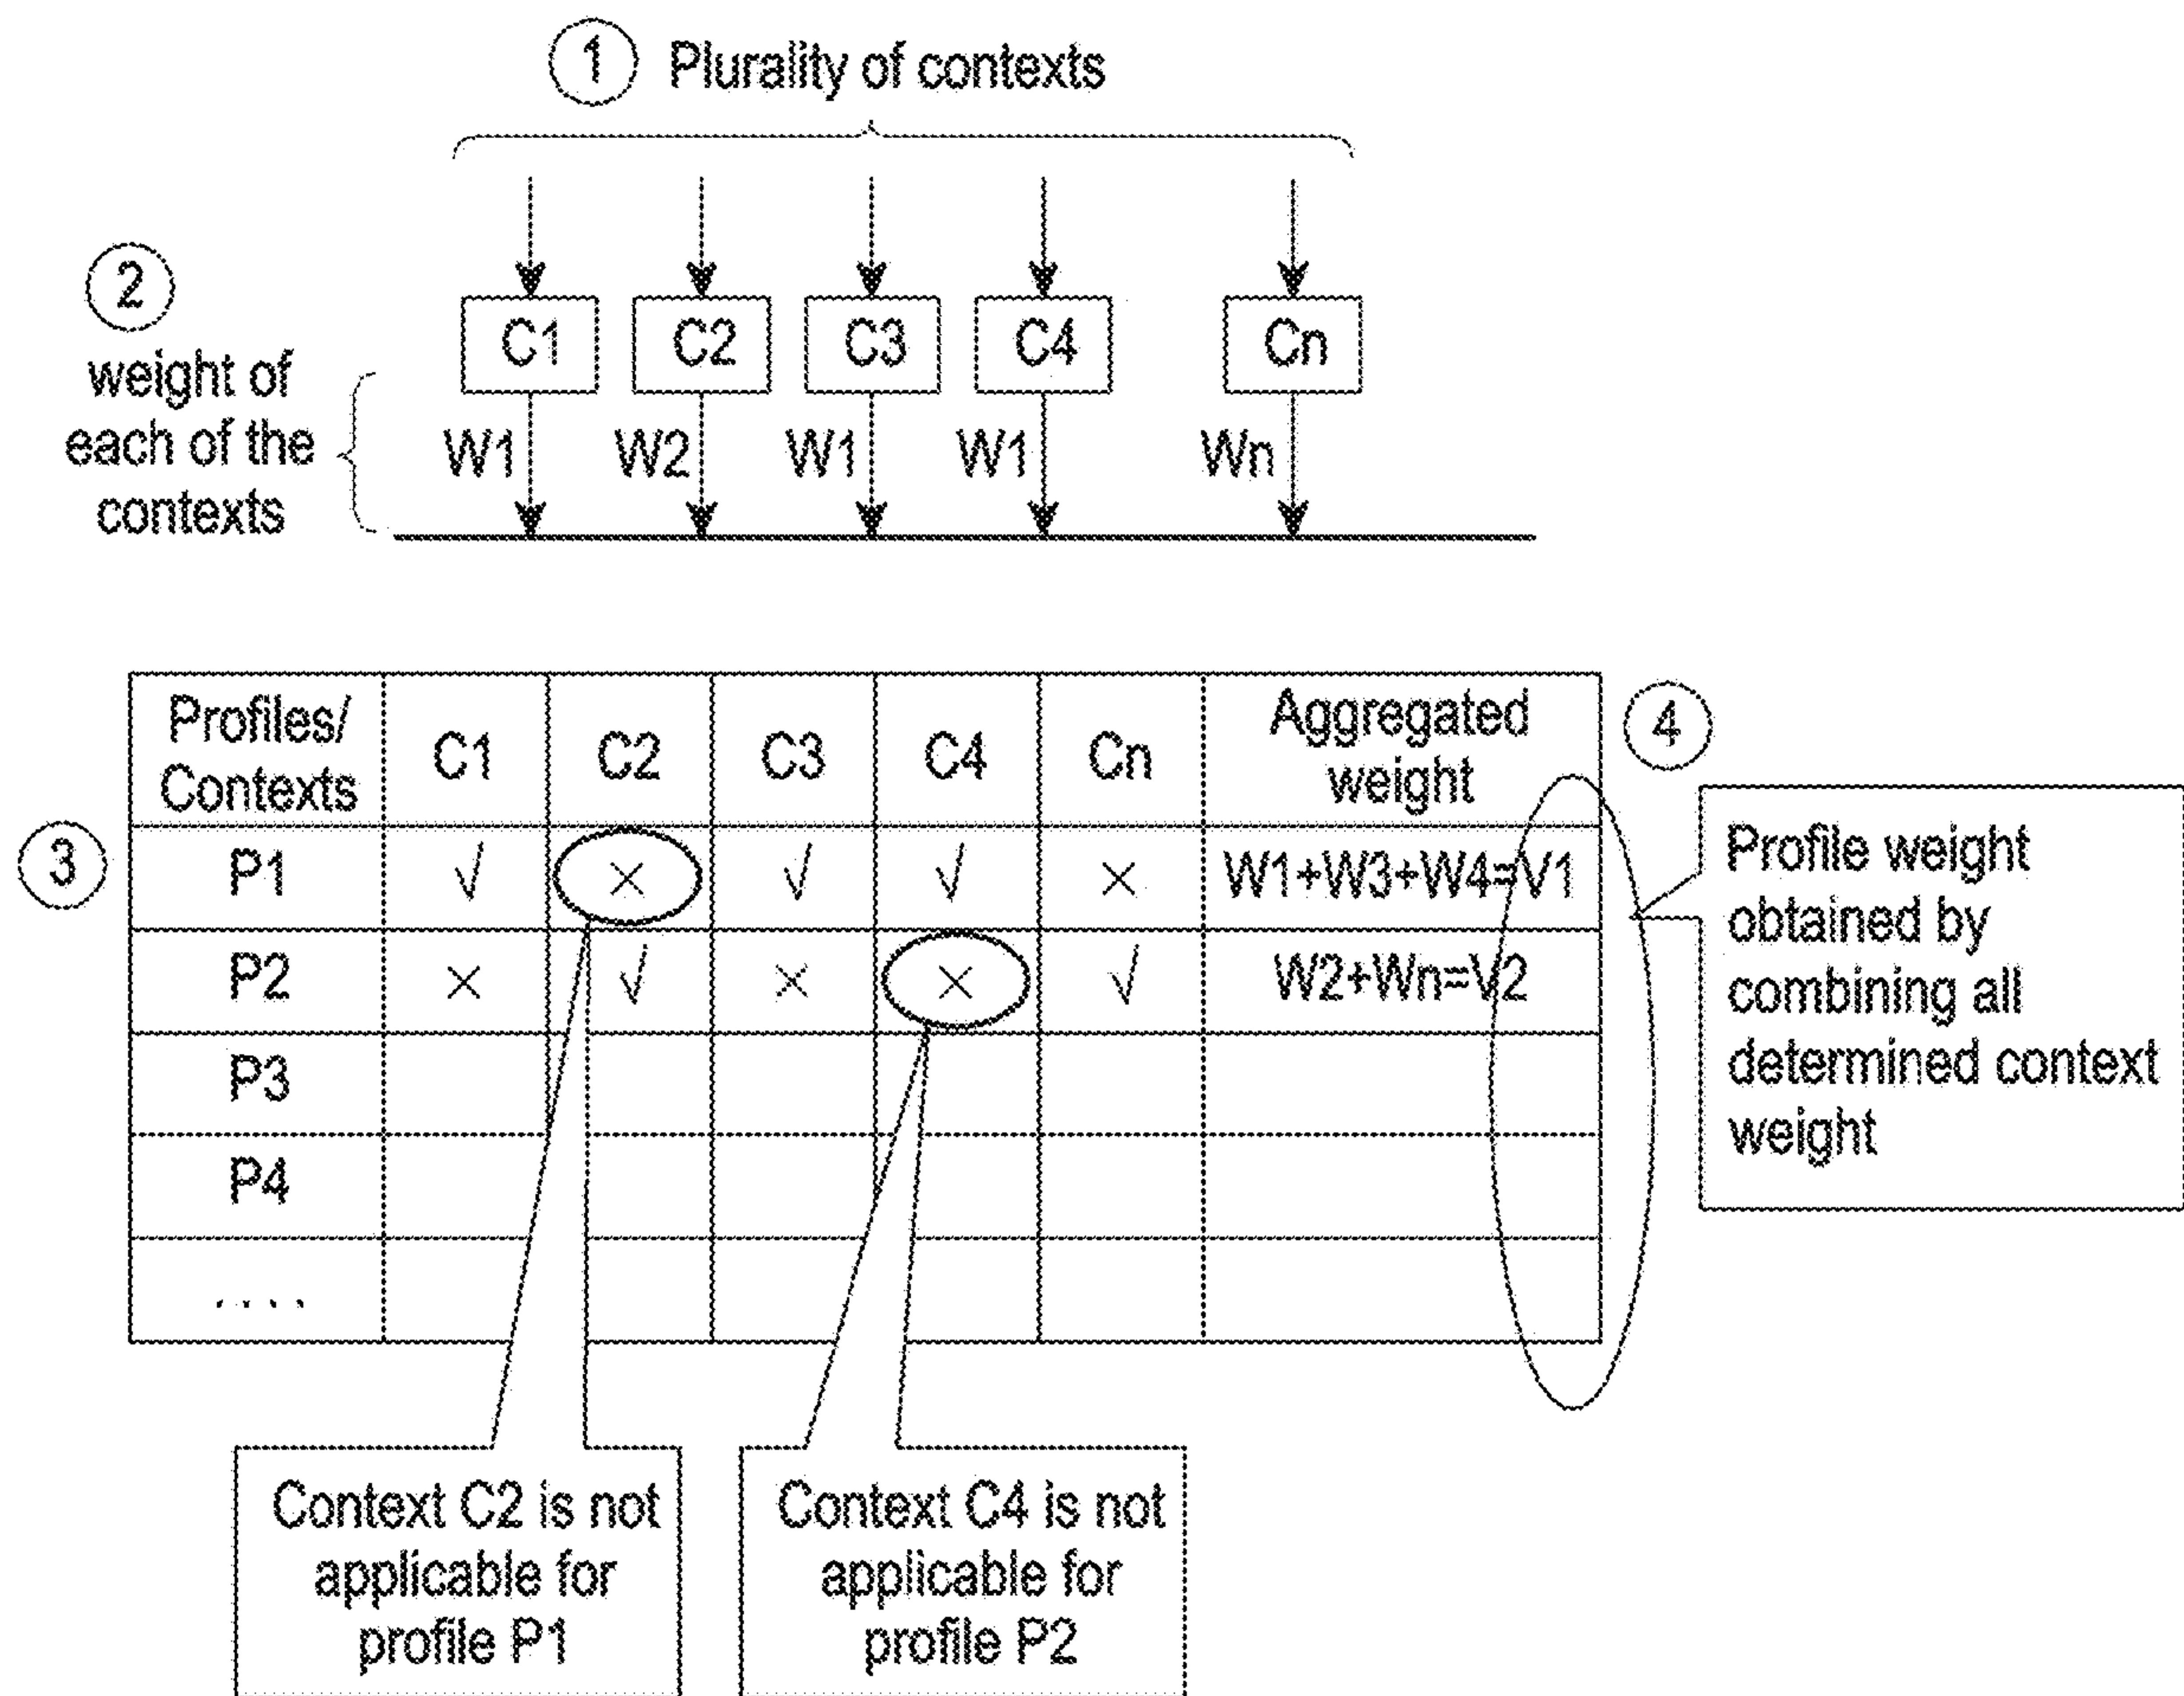 1 Plurality of contexts
2
weight of
each of the
contexts
C1 C2 C3 C4 Cn
W1 W2 W1 W1 Wn
Profiles/
Contexts
C1 C2 C3 C4 Cn
Aggregated
weight
4
3
P1 √ × √ √ × W1+W3+W4=V1
P2 × √ × × √ W2+Wn=V2
P3
P4
....
Profile weight
obtained by
combining all
determined context
weight
Context C2 is not
applicable for
profile P1
Context C4 is not
applicable for
profile P2